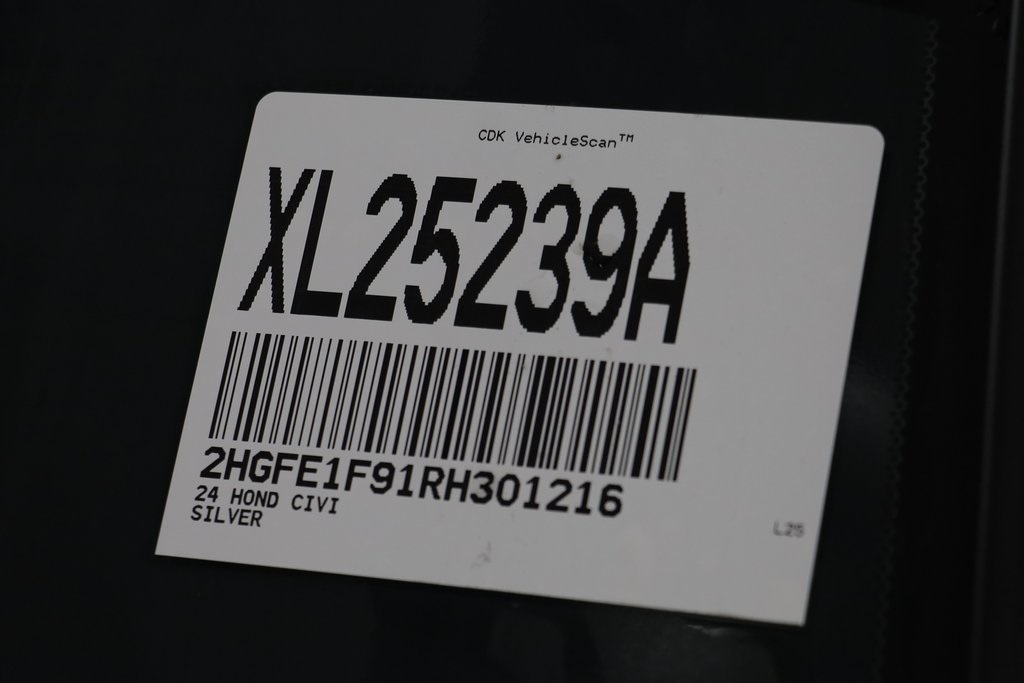 CDK VehicleScan™
XL25239A
2HGFE1F91RH301216
24 HOND CIVI
SILVER
L25